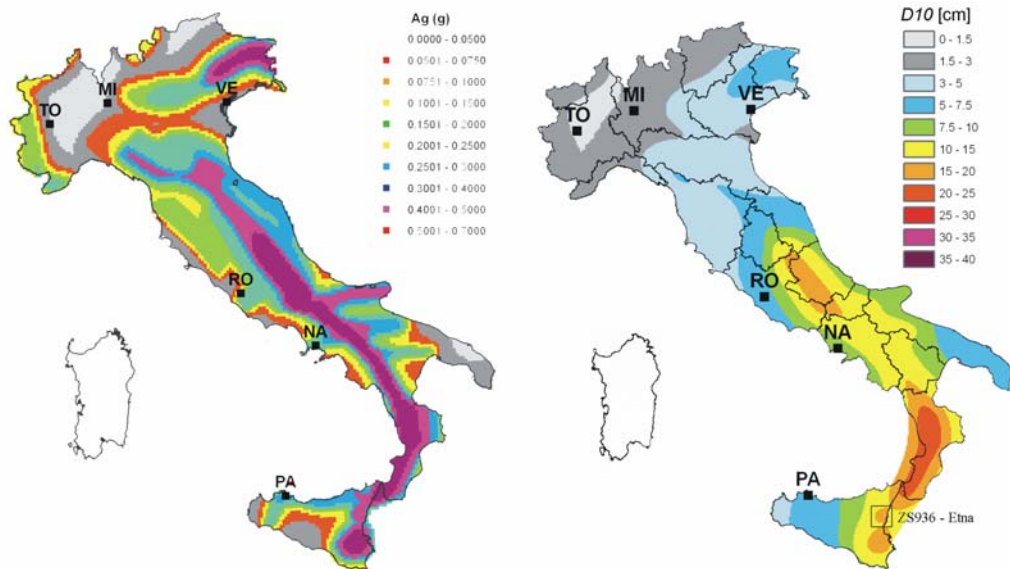 Ag (g)
0.0000 - 0.0500
0.0501 - 0.0750
0.0751 - 0.1000
0.1001 - 0.1500
0.1501 - 0.2000
0.2001 - 0.2500
0.2501 - 0.3000
0.3001 - 0.4000
0.4001 - 0.5000
0.5001 - 0.7000
TO
MI
VE
RO
NA
PA
D10 [cm]
0 - 1.5
1.5 - 3
3 - 5
5 - 7.5
7.5 - 10
10 - 15
15 - 20
20 - 25
25 - 30
30 - 35
35 - 40
TO
MI
VE
RO
NA
PA
ZS936 - Etna